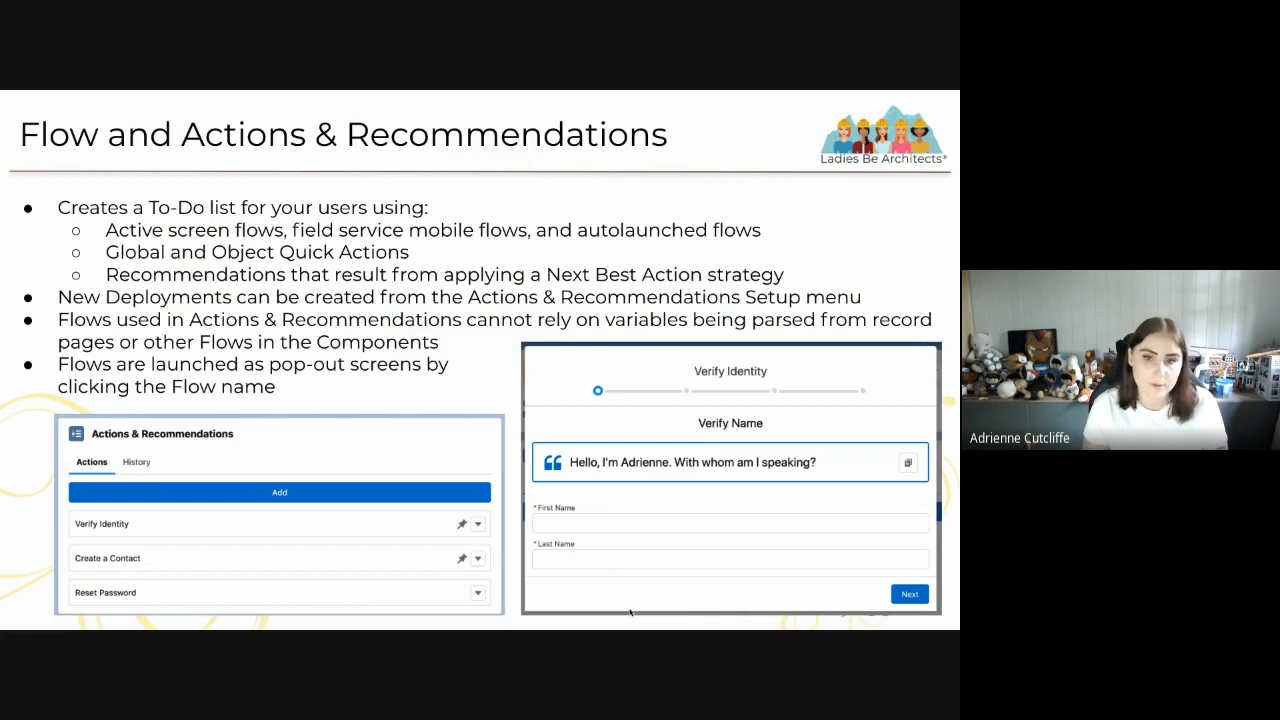 Flow and Actions & Recommendations
Ladies Be Architects*
● Creates a To-Do list for your users using:
○ Active screen flows, field service mobile flows, and autolaunched flows
○ Global and Object Quick Actions
○ Recommendations that result from applying a Next Best Action strategy
● New Deployments can be created from the Actions & Recommendations Setup menu
● Flows used in Actions & Recommendations cannot rely on variables being parsed from record
pages or other Flows in the Components
● Flows are launched as pop-out screens by
clicking the Flow name
Actions & Recommendations
Actions History
Add
Verify Identity
Create a Contact
Reset Password
Verify Identity
Verify Name
Hello, I'm Adrienne. With whom am I speaking?
* First Name
* Last Name
Next
Adrienne Cutcliffe